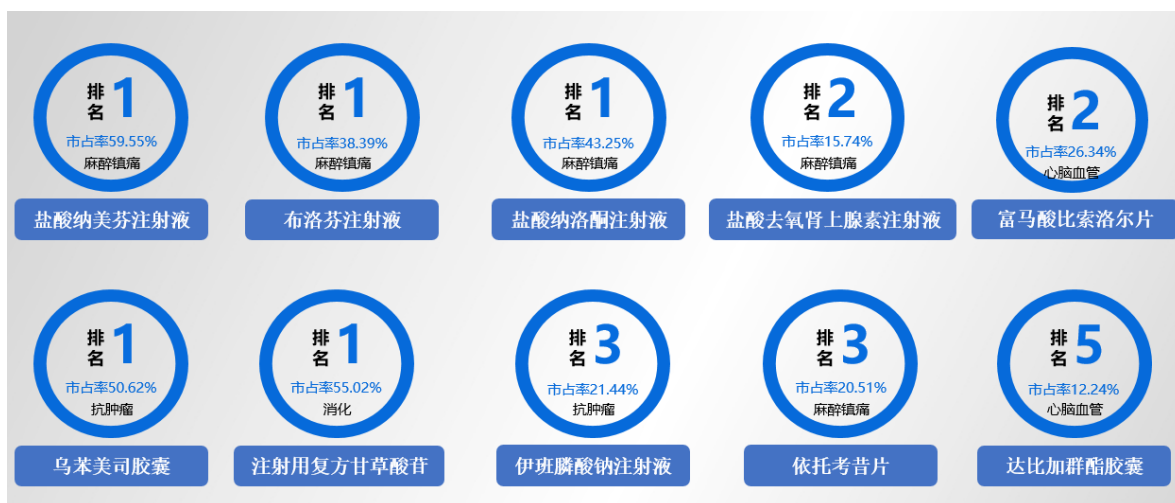 排名1
市占率59.55%
麻醉镇痛
盐酸纳美芬注射液
排名1
市占率38.39%
麻醉镇痛
布洛芬注射液
排名1
市占率43.25%
麻醉镇痛
盐酸纳洛酮注射液
排名2
市占率15.74%
麻醉镇痛
盐酸去氧肾上腺素注射液
排名2
市占率26.34%
心脑血管
富马酸比索洛尔片
排名1
市占率50.62%
抗肿瘤
乌苯美司胶囊
排名1
市占率55.02%
消化
注射用复方甘草酸苷
排名3
市占率21.44%
抗肿瘤
伊班膦酸钠注射液
排名3
市占率20.51%
麻醉镇痛
依托考昔片
排名5
市占率12.24%
心脑血管
达比加群酯胶囊